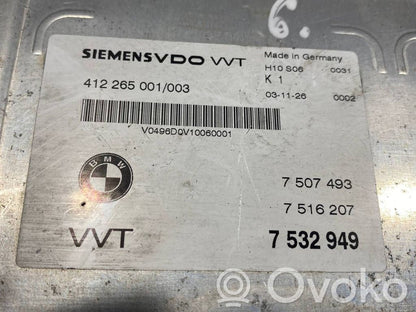 6.
SIEMENSVDO VVT
Made in Germany
H10 S06 0031
K 1
412 265 001/003
03-11-26 0002
V0496DQV10060001
BMW
7 507 493
7 516 207
VVT
7 532 949
OVOKO